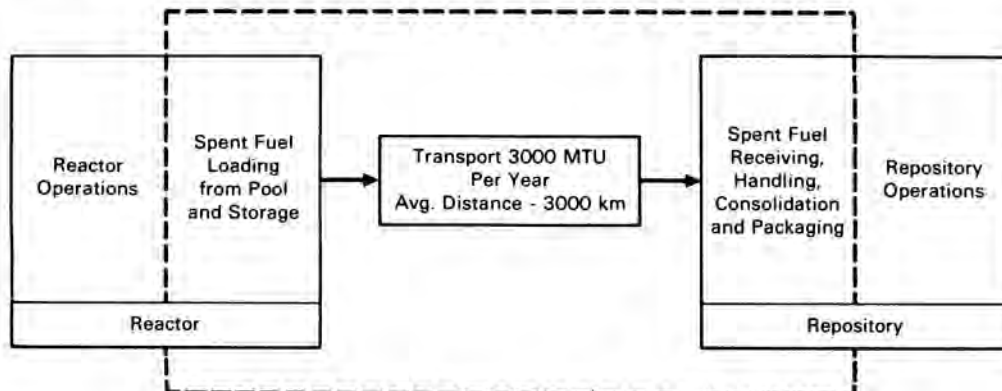 Reactor
Operations
Spent Fuel
Loading
from Pool
and Storage
Reactor
Transport 3000 MTU
Per Year
Avg. Distance - 3000 km
Spent Fuel
Receiving,
Handling,
Consolidation
and Packaging
Repository
Operations
Repository